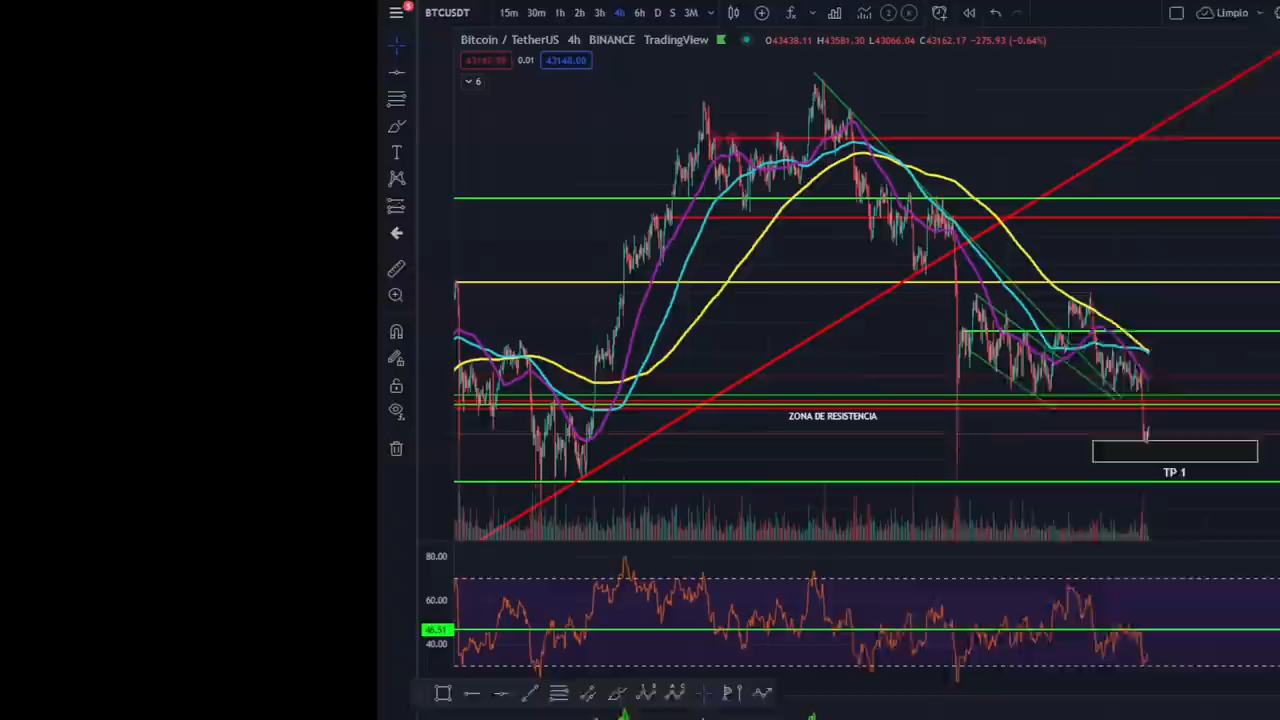 BTCUSDT 15m 30m 1h 2h 3h 4h 6h D S 3M Limpio
Bitcoin / TetherUS 4h BINANCE TradingView O43438.11 H43581.30 L43066.04 C43162.17 −275.93 (−0.64%)
0.01 43148.00
6
ZONA DE RESISTENCIA
TP 1
80.00
60.00
46.51
40.00